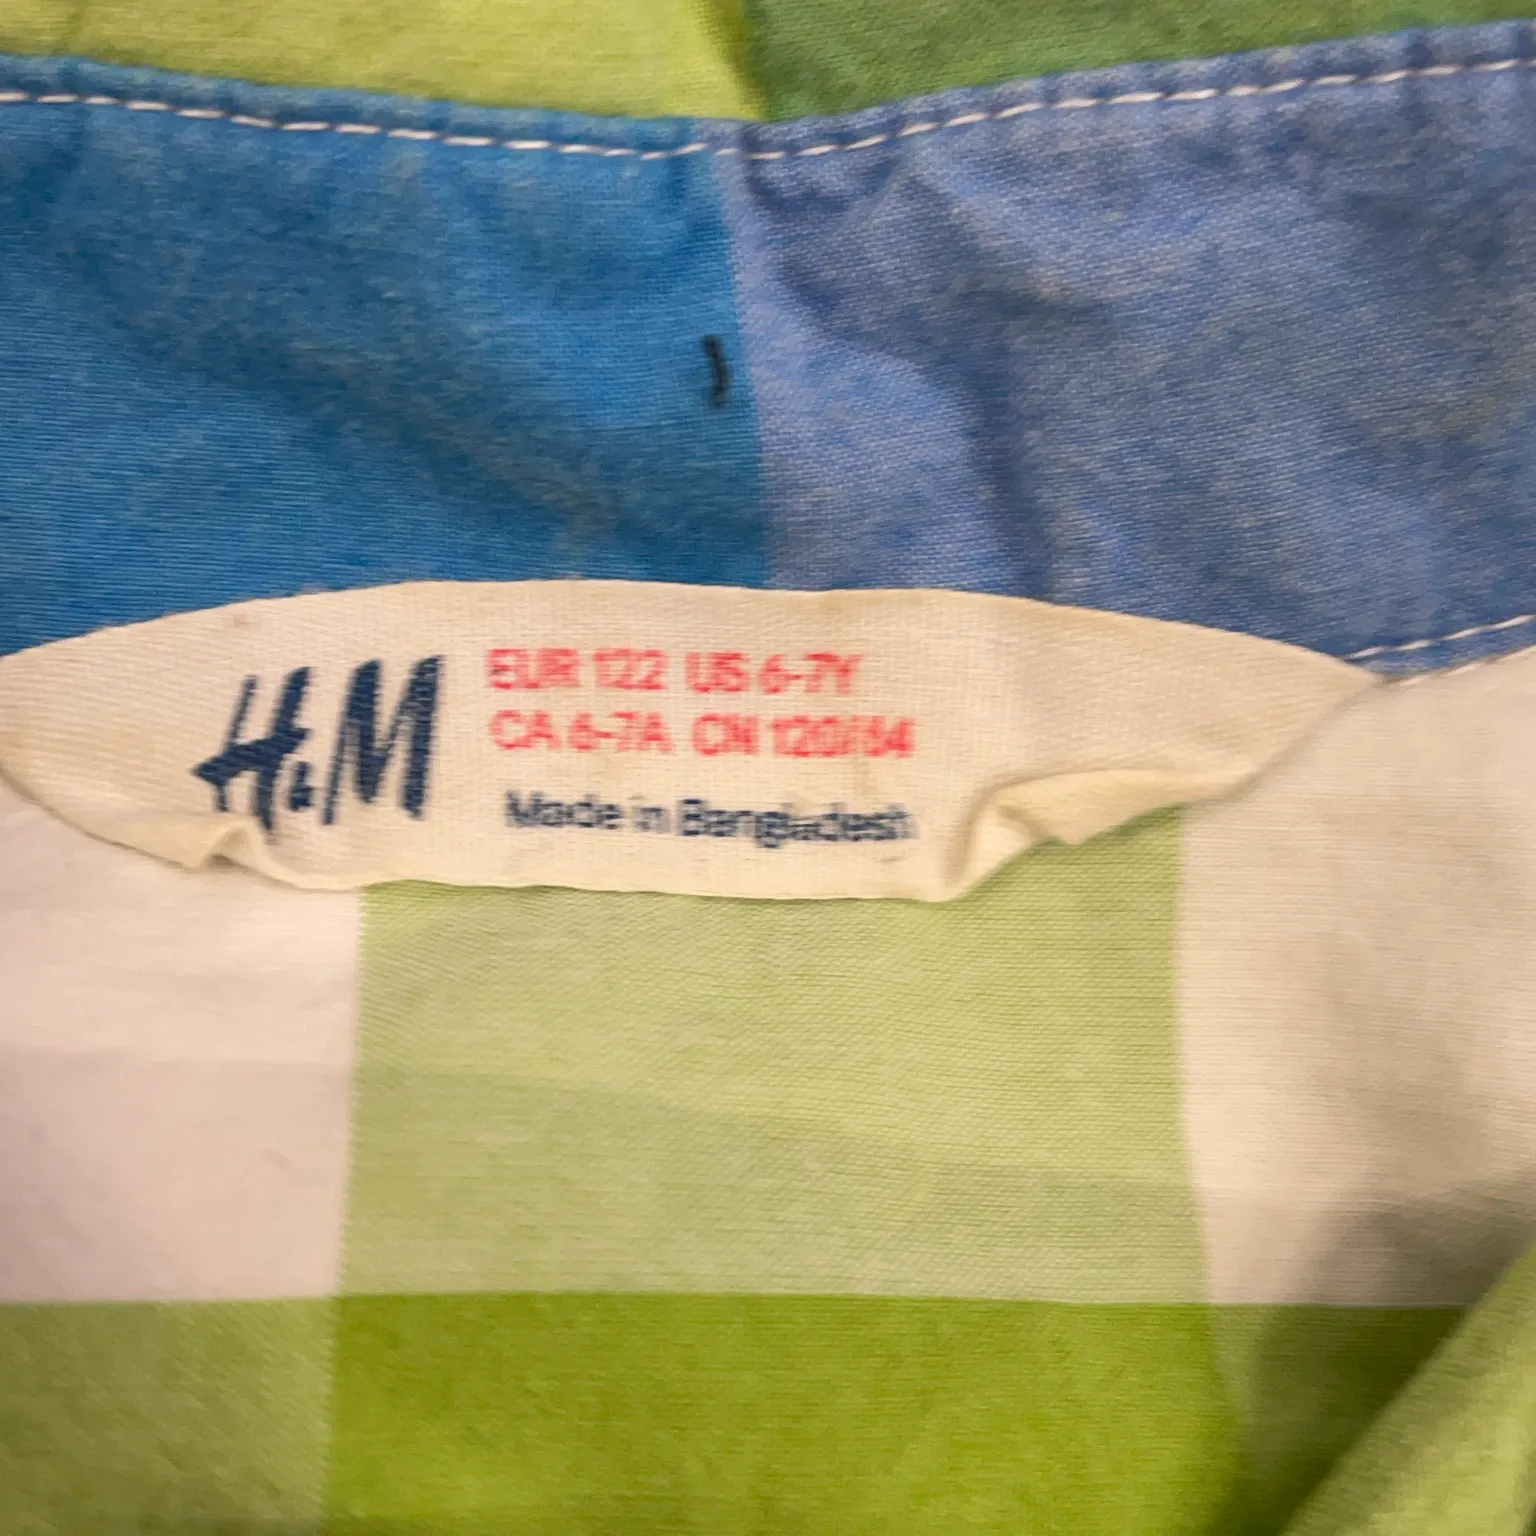 H&M
EUR 122 US 6-7Y
CA 6-7A CN 120/64
Made in Bangladesh